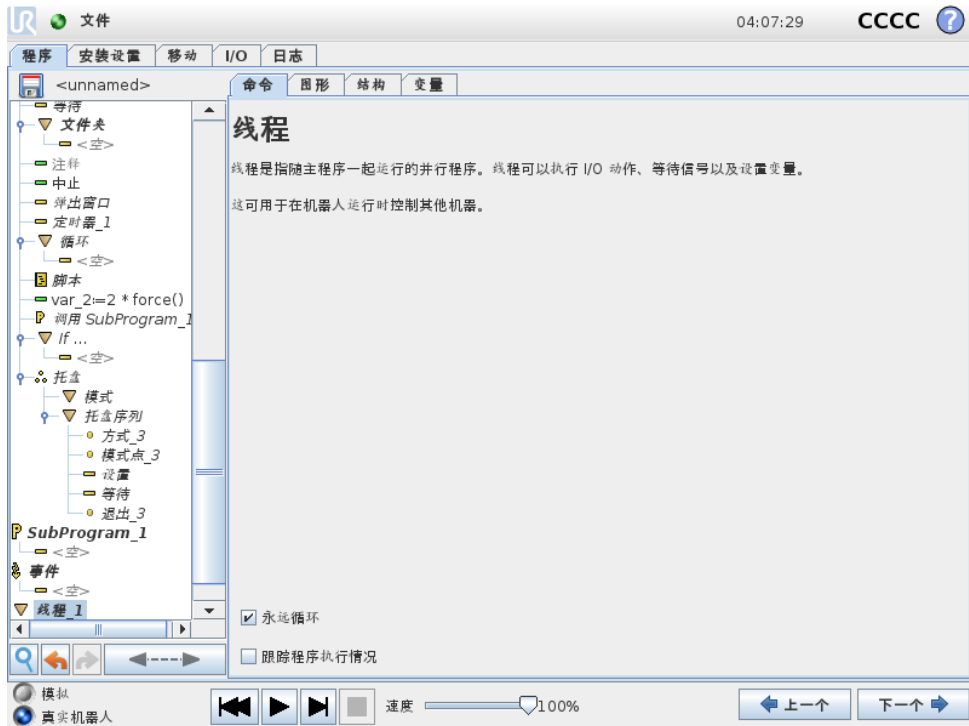 UR 文件 04:07:29 CCCC ?
程序 安装设置 移动 I/O 日志
<unnamed>
命令 图形 结构 变量
等待
文件夹
<空>
注释
中止
弹出窗口
定时器_1
循环
<空>
脚本
var_2:=2 * force()
调用 SubProgram_1
If ...
<空>
托盘
模式
托盘序列
方式_3
模式点_3
设置
等待
退出_3
SubProgram_1
<空>
事件
<空>
线程_1
线程
线程是指随主程序一起运行的并行程序。线程可以执行 I/O 动作、等待信号以及设置变量。
这可用于在机器人运行时控制其他机器。
永远循环
跟踪程序执行情况
模拟
真实机器人
速度 100%
上一个 下一个